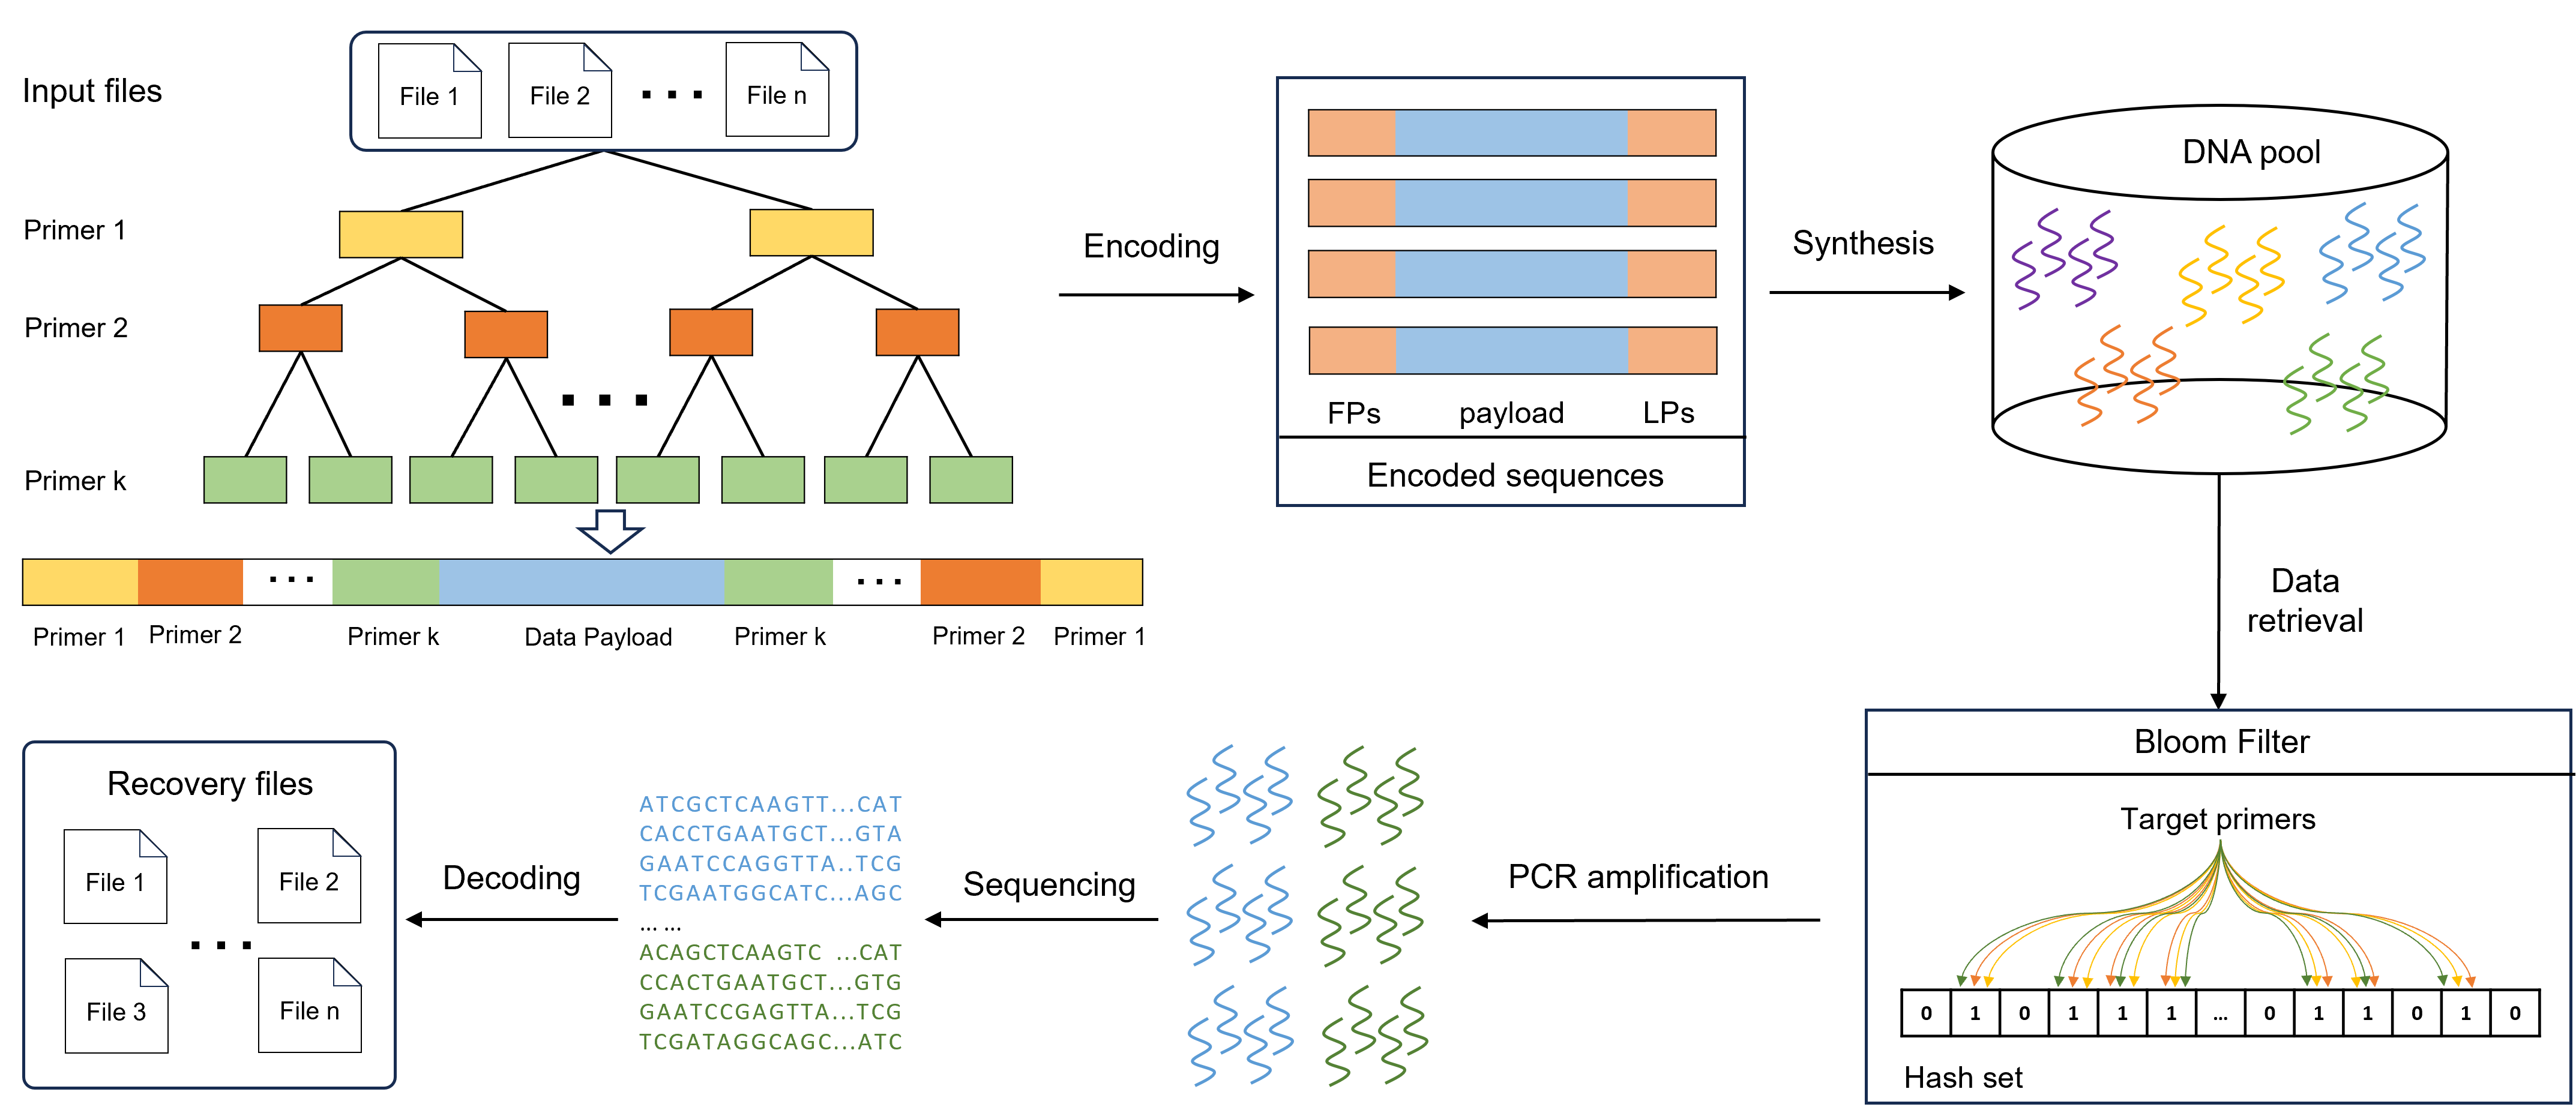 Input files
File 1
File 2
...
File n
Primer 1
Primer 2
...
Primer k
... ...
Primer 1 Primer 2 Primer k Data Payload Primer k Primer 2 Primer 1
Encoding
FPs payload LPs
Encoded sequences
Synthesis
DNA pool
Data
retrieval
Bloom Filter
Target primers
0 1 0 1 1 1 ... 0 1 1 0 1 0
Hash set
PCR amplification
Sequencing
ATCGCTCAAGTT...CAT
CACCTGAATGCT...GTA
GAATCCAGGTTA..TCG
TCGAATGGCATC...AGC
... ...
ACAGCTCAAGTC ...CAT
CCACTGAATGCT...GTG
GAATCCGAGTTA...TCG
TCGATAGGCAGC...ATC
Decoding
Recovery files
File 1
File 2
...
File 3
File n